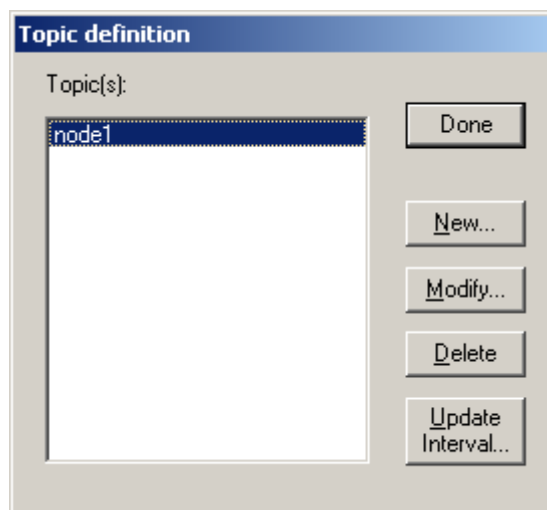 Topic definition
Topic(s):
node1
Done
New...
Modify...
Delete
Update
Interval...